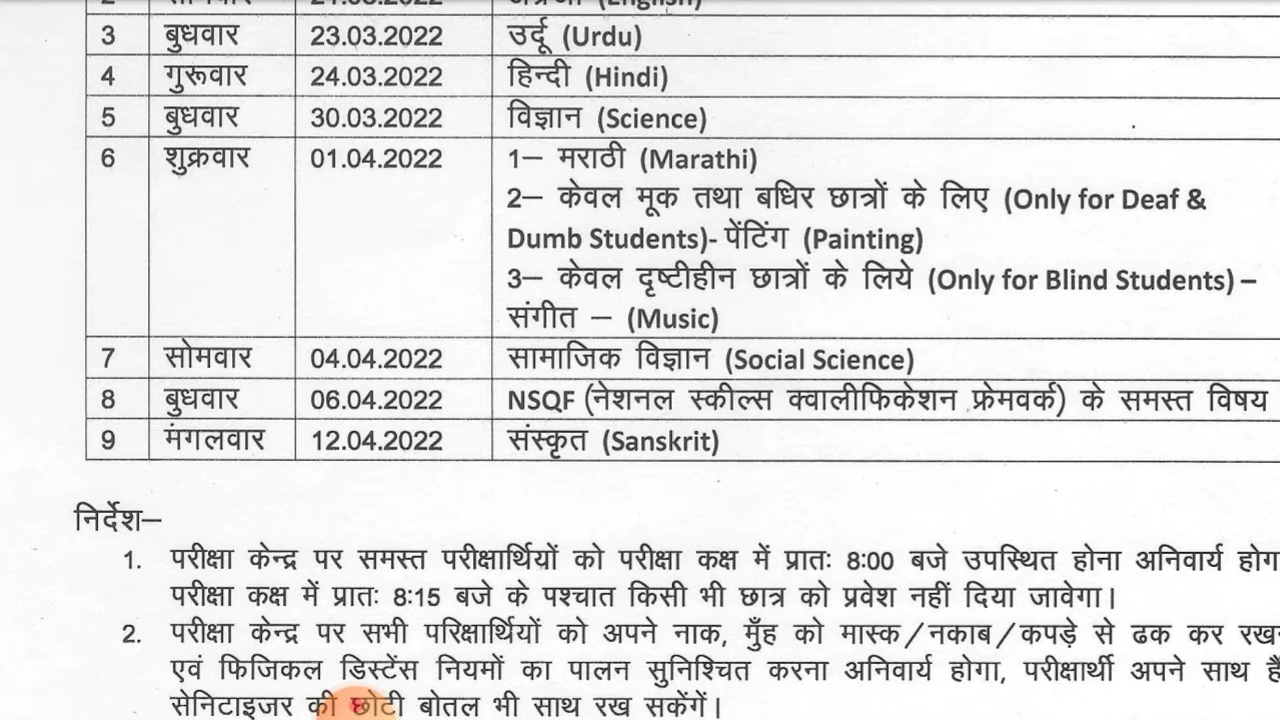 3 बुधवार 23.03.2022 उर्दू (Urdu)
4 गुरूवार 24.03.2022 हिन्दी (Hindi)
5 बुधवार 30.03.2022 विज्ञान (Science)
6 शुक्रवार 01.04.2022 1– मराठी (Marathi)
2– केवल मूक तथा बधिर छात्रों के लिए (Only for Deaf &
Dumb Students)- पेंटिंग (Painting)
3– केवल दृष्टीहीन छात्रों के लिये (Only for Blind Students) –
संगीत – (Music)
7 सोमवार 04.04.2022 सामाजिक विज्ञान (Social Science)
8 बुधवार 06.04.2022 NSQF (नेशनल स्कील्स क्वालीफिकेशन फ्रेमवर्क) के समस्त विषय
9 मंगलवार 12.04.2022 संस्कृत (Sanskrit)
निर्देश–
1. परीक्षा केन्द्र पर समस्त परीक्षार्थियों को परीक्षा कक्ष में प्रातः 8:00 बजे उपस्थित होना अनिवार्य
परीक्षा कक्ष में प्रातः 8:15 बजे के पश्चात किसी भी छात्र को प्रवेश नहीं दिया जावेगा।
2. परीक्षा केन्द्र पर सभी परिक्षार्थियों को अपने नाक, मुँह को मास्क/नकाब/कपड़े से ढक कर
एवं फिजिकल डिस्टेंस नियमों का पालन सुनिश्चित करना अनिवार्य होगा, परीक्षार्थी अपने साथ
सेनिटाइजर की छोटी बोतल भी साथ रख सकेंगें।